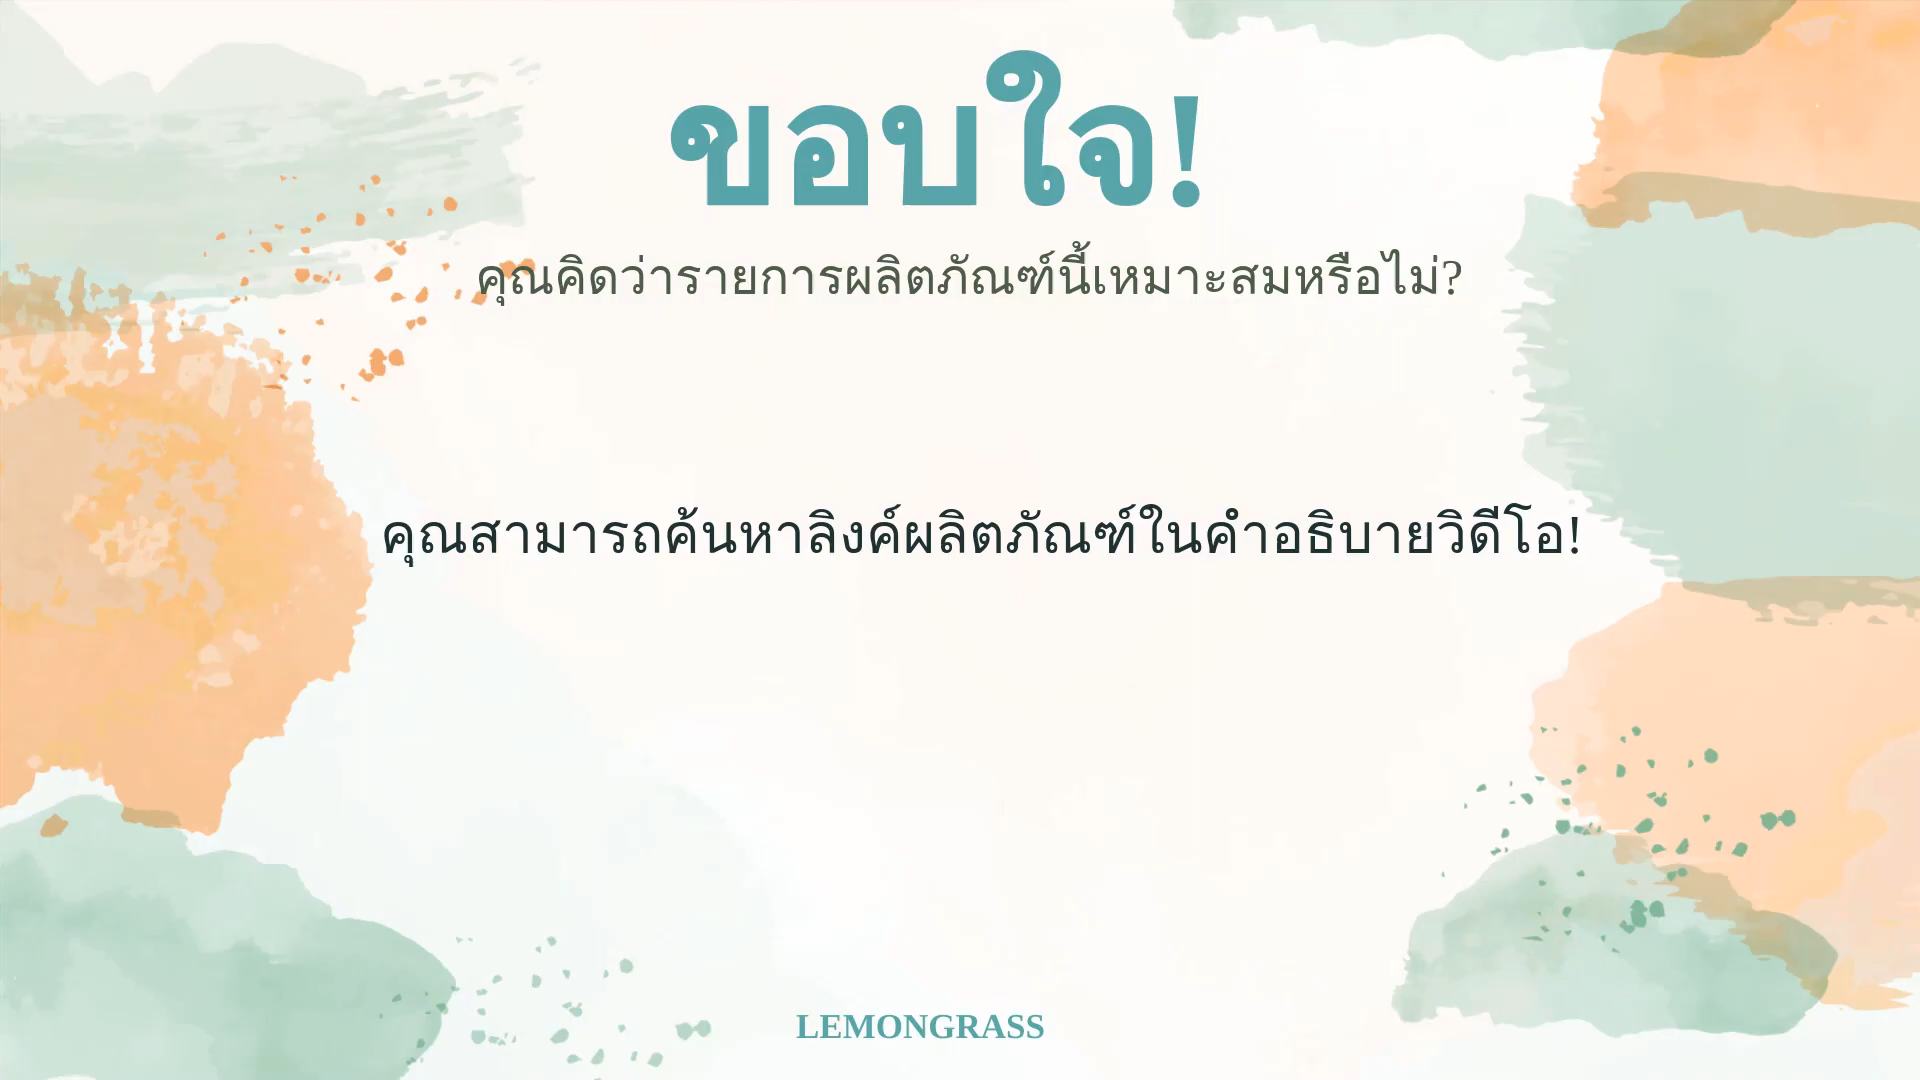 ขอบใจ!
คุณคิดว่ารายการผลิตภัณฑ์นี้เหมาะสมหรือไม่?
คุณสามารถค้นหาลิงค์ผลิตภัณฑ์ในคำอธิบายวิดีโอ!
LEMONGRASS